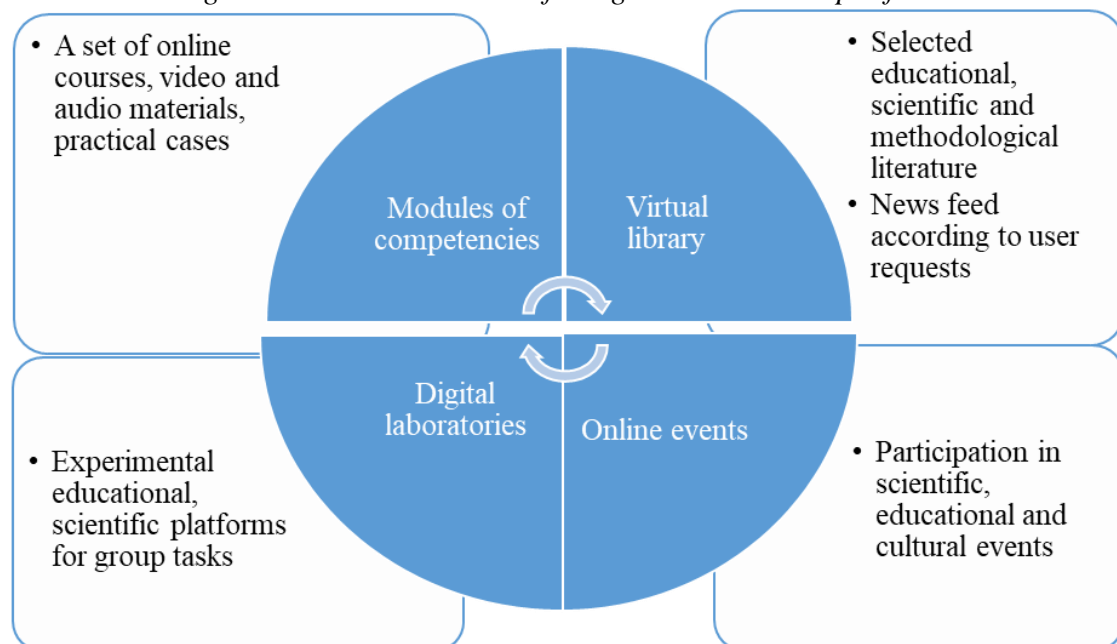 • A set of online
courses, video and
audio materials,
practical cases
Modules of
competencies
Virtual
library
• Selected
educational,
scientific and
methodological
literature
• News feed
according to user
requests
Digital
laboratories
• Experimental
educational,
scientific platforms
for group tasks
Online events
• Participation in
scientific,
educational and
cultural events